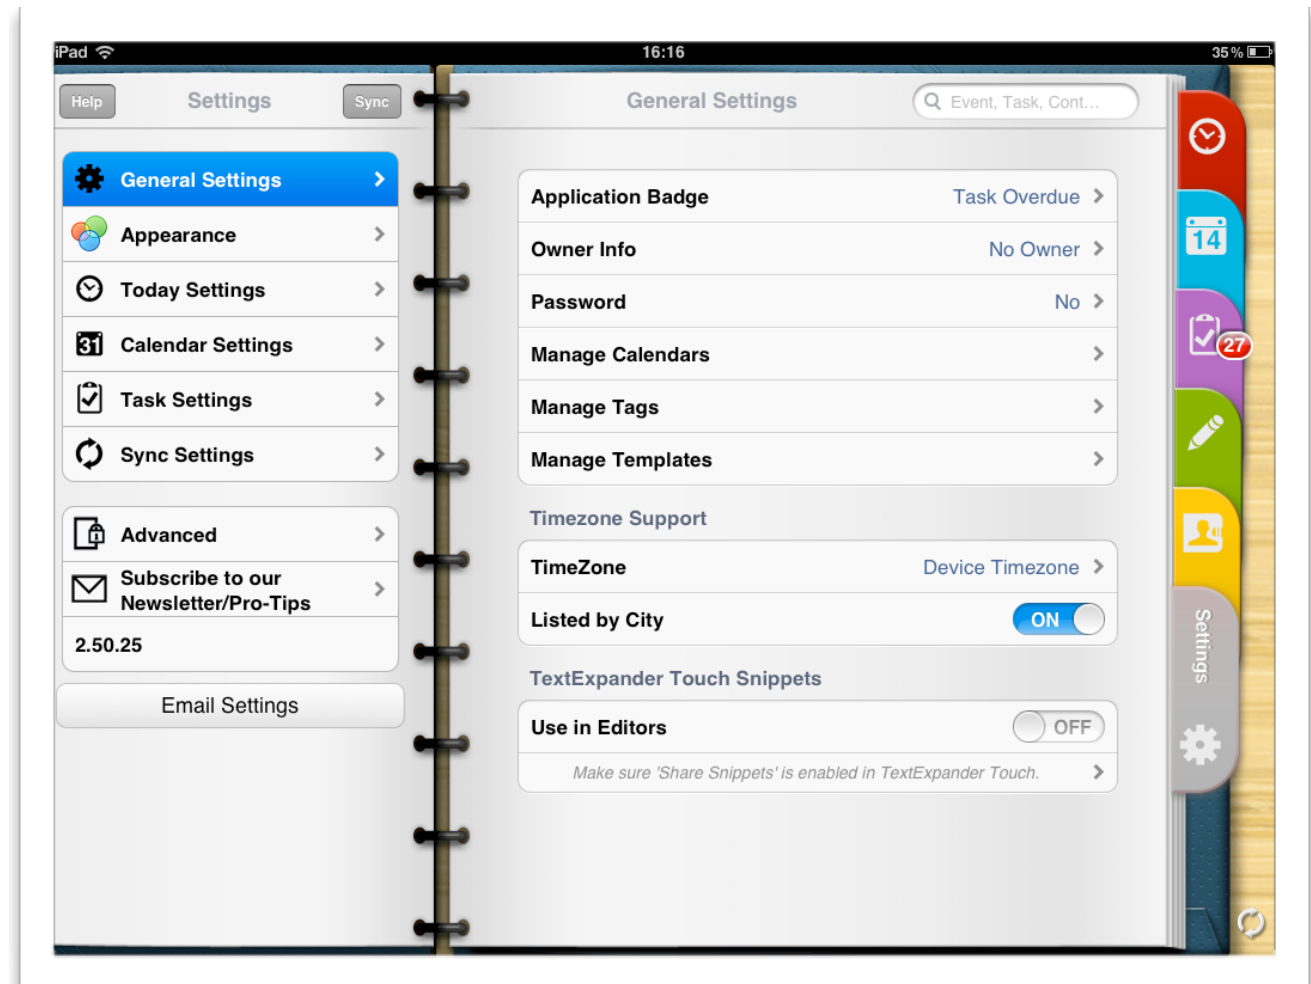 iPad
16:16
35%
Help
Settings
Sync
General Settings
Event, Task, Cont...
General Settings
Appearance
Today Settings
31
Calendar Settings
Task Settings
Sync Settings
Advanced
Subscribe to our
Newsletter/Pro-Tips
2.50.25
Email Settings
Application Badge
Task Overdue
Owner Info
No Owner
Password
No
Manage Calendars
Manage Tags
Manage Templates
Timezone Support
TimeZone
Device Timezone
Listed by City
ON
TextExpander Touch Snippets
Use in Editors
OFF
Make sure 'Share Snippets' is enabled in TextExpander Touch.
14
27
Settings